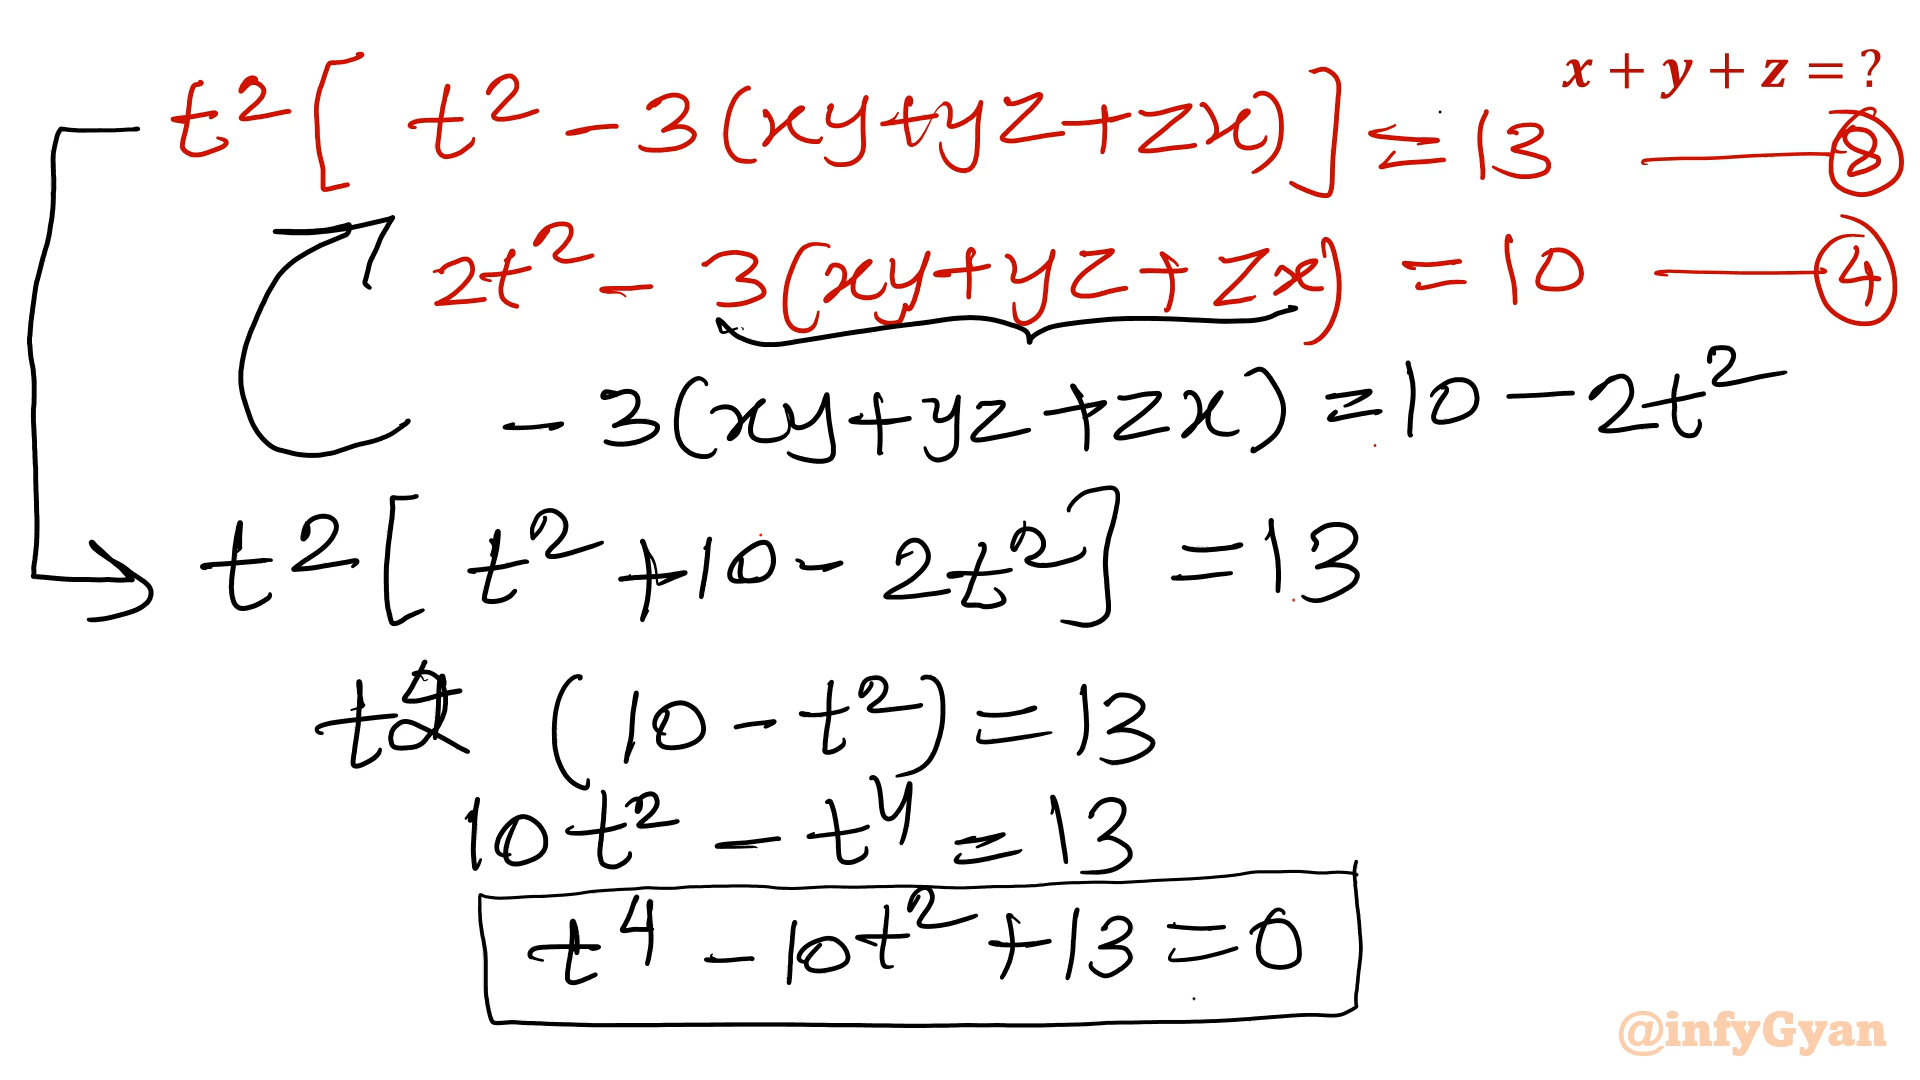 x + y + z = ?
t² [ t² - 3(xy+yz+zx) ] = 13 — 8
2t² - 3(xy+yz+zx) = 10 — 4
- 3(xy+yz+zx) = 10 - 2t²
t² [ t² + 10 - 2t² ] = 13
t² (10 - t²) = 13
10t² - t⁴ = 13
t⁴ - 10t² + 13 = 0
@infyGyan